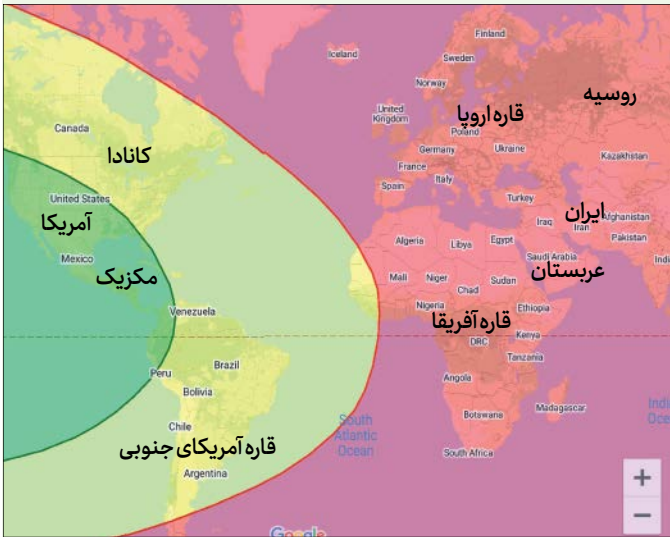 Finland
Iceland
Sweden
Norway
روسیه
United
Kingdom
قاره اروپا
Poland
Canada
کانادا
Germany
Ukraine
Kazakhstan
France
Italy
Spain
United States
Turkey
آمریکا
ایران
Afghanistan
Iraq
Iran
Algeria
Libya
Egypt
Pakistan
Mexico
Saudi Arabia
عربستان
Indi
مکزیک
Mali
Niger
Sudan
Chad
Venezuela
Nigeria
Ethiopia
قاره آفریقا
DRC
Kenya
Tanzania
Brazil
Peru
Angola
Bolivia
Madagascar
Botswana
Indi
Oce
Chile
South
Atlantic
Ocean
قاره آمریکای جنوبی
South Africa
Argentina
+
−
Google